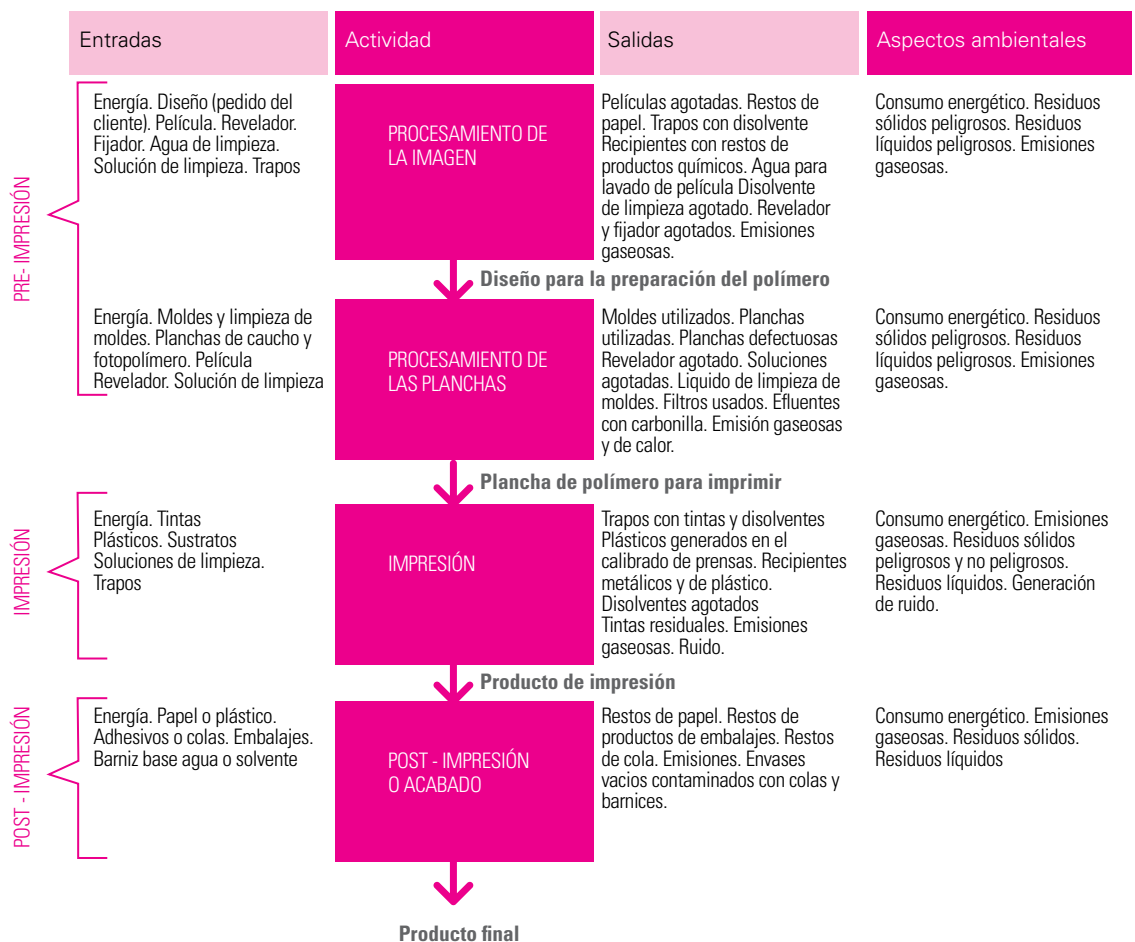 Entradas
Actividad
Salidas
Aspectos ambientales
PRE- IMPRESIÓN
Energía. Diseño (pedido del
cliente). Película. Revelador.
Fijador. Agua de limpieza.
Solución de limpieza. Trapos
PROCESAMIENTO DE
LA IMAGEN
Películas agotadas. Restos de
papel. Trapos con disolvente
Recipientes con restos de
productos químicos. Agua para
lavado de película Disolvente
de limpieza agotado. Revelador
y fijador agotados. Emisiones
gaseosas.
Consumo energético. Residuos
sólidos peligrosos. Residuos
líquidos peligrosos. Emisiones
gaseosas.
Diseño para la preparación del polímero
Energía. Moldes y limpieza de
moldes. Planchas de caucho y
fotopolímero. Película
Revelador. Solución de limpieza
PROCESAMIENTO DE
LAS PLANCHAS
Moldes utilizados. Planchas
utilizadas. Planchas defectuosas
Revelador agotado. Soluciones
agotadas. Liquido de limpieza de
moldes. Filtros usados. Efluentes
con carbonilla. Emisión gaseosas
y de calor.
Consumo energético. Residuos
sólidos peligrosos. Residuos
líquidos peligrosos. Emisiones
gaseosas.
Plancha de polímero para imprimir
IMPRESIÓN
Energía. Tintas
Plásticos. Sustratos
Soluciones de limpieza.
Trapos
IMPRESIÓN
Trapos con tintas y disolventes
Plásticos generados en el
calibrado de prensas. Recipientes
metálicos y de plástico.
Disolventes agotados
Tintas residuales. Emisiones
gaseosas. Ruido.
Consumo energético. Emisiones
gaseosas. Residuos sólidos
peligrosos y no peligrosos.
Residuos líquidos. Generación
de ruido.
Producto de impresión
POST - IMPRESIÓN
Energía. Papel o plástico.
Adhesivos o colas. Embalajes.
Barniz base agua o solvente
POST - IMPRESIÓN
O ACABADO
Restos de papel. Restos de
productos de embalajes. Restos
de cola. Emisiones. Envases
vacios contaminados con colas y
barnices.
Consumo energético. Emisiones
gaseosas. Residuos sólidos.
Residuos líquidos
Producto final